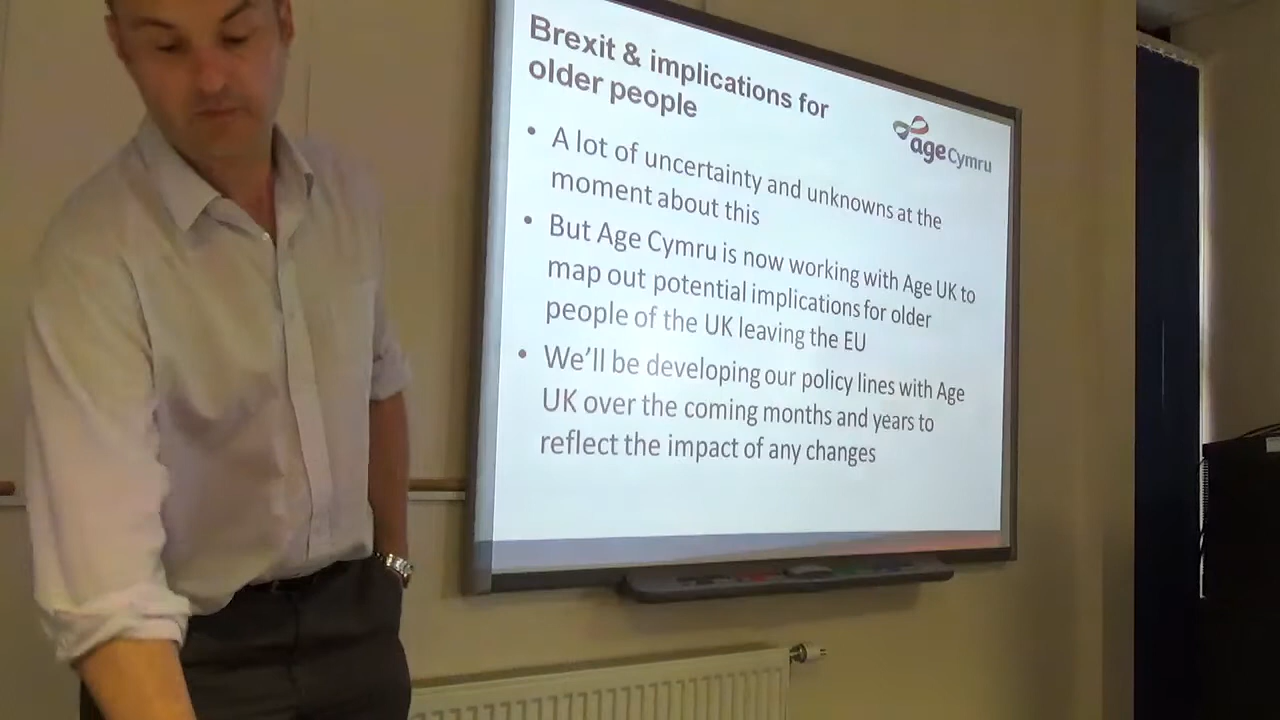 Brexit & implications for
older people
age Cymru
• A lot of uncertainty and unknowns at the
moment about this
• But Age Cymru is now working with Age UK to
map out potential implications for older
people of the UK leaving the EU
• We'll be developing our policy lines with Age
UK over the coming months and years to
reflect the impact of any changes